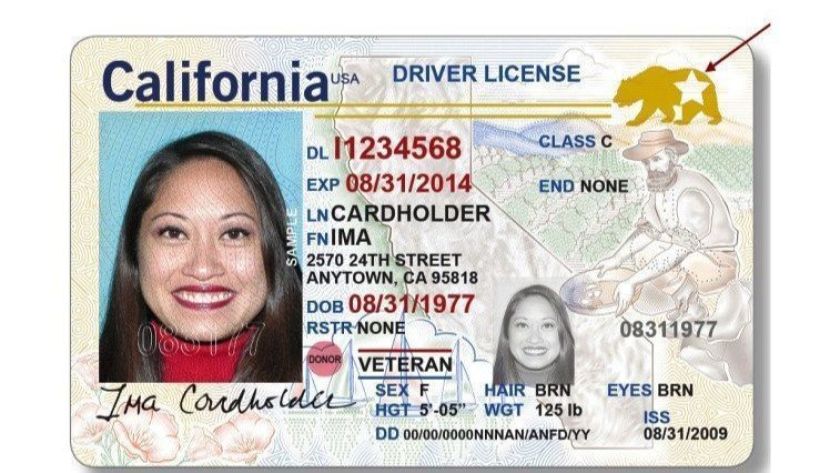 California USA DRIVER LICENSE
DL I1234568 CLASS C
EXP 08/31/2014 END NONE
LN CARDHOLDER
FN IMA
2570 24TH STREET
ANYTOWN, CA 95818
DOB 08/31/1977
RSTR NONE 08311977
SAMPLE
083177
DONOR VETERAN
Ima Cardholder
SEX F HAIR BRN EYES BRN
HGT 5'-05" WGT 125 lb ISS
DD 00/00/0000NNNAN/ANFD/YY 08/31/2009